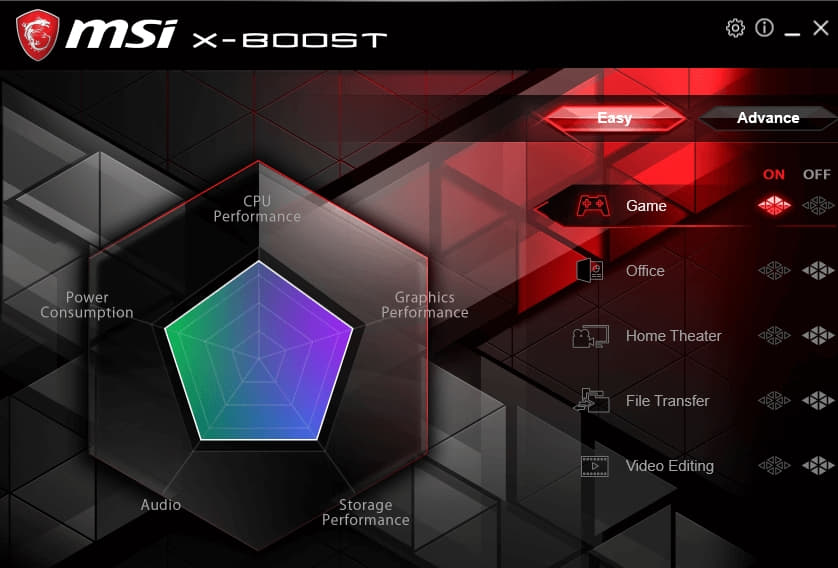 msi X-BOOST
Easy Advance
ON OFF
Game
Office
Home Theater
File Transfer
Video Editing
CPU
Performance
Power
Consumption
Graphics
Performance
Audio
Storage
Performance